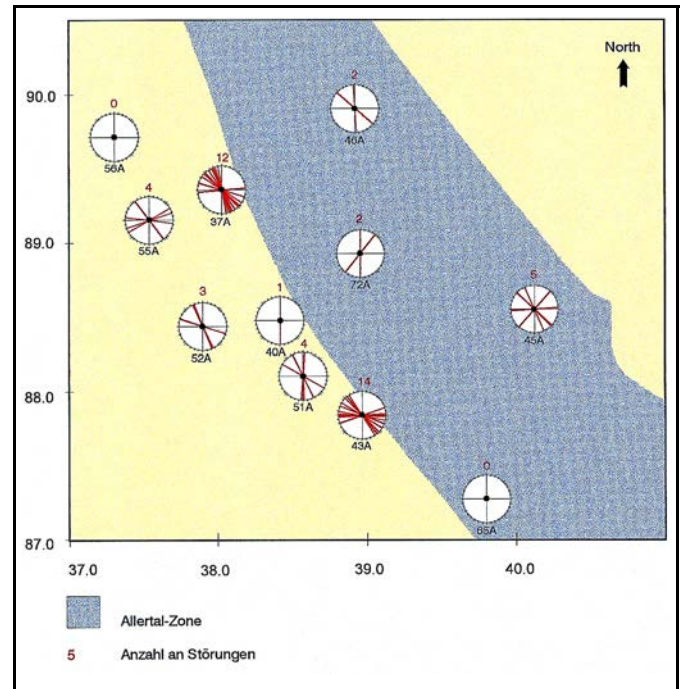 North
90.0
2
46A
0
56A
12
37A
4
55A
89.0
2
72A
5
45A
3
52A
1
40A
4
51A
88.0
14
43A
0
65A
87.0
37.0 38.0 39.0 40.0
Allertal-Zone
5 Anzahl an Störungen